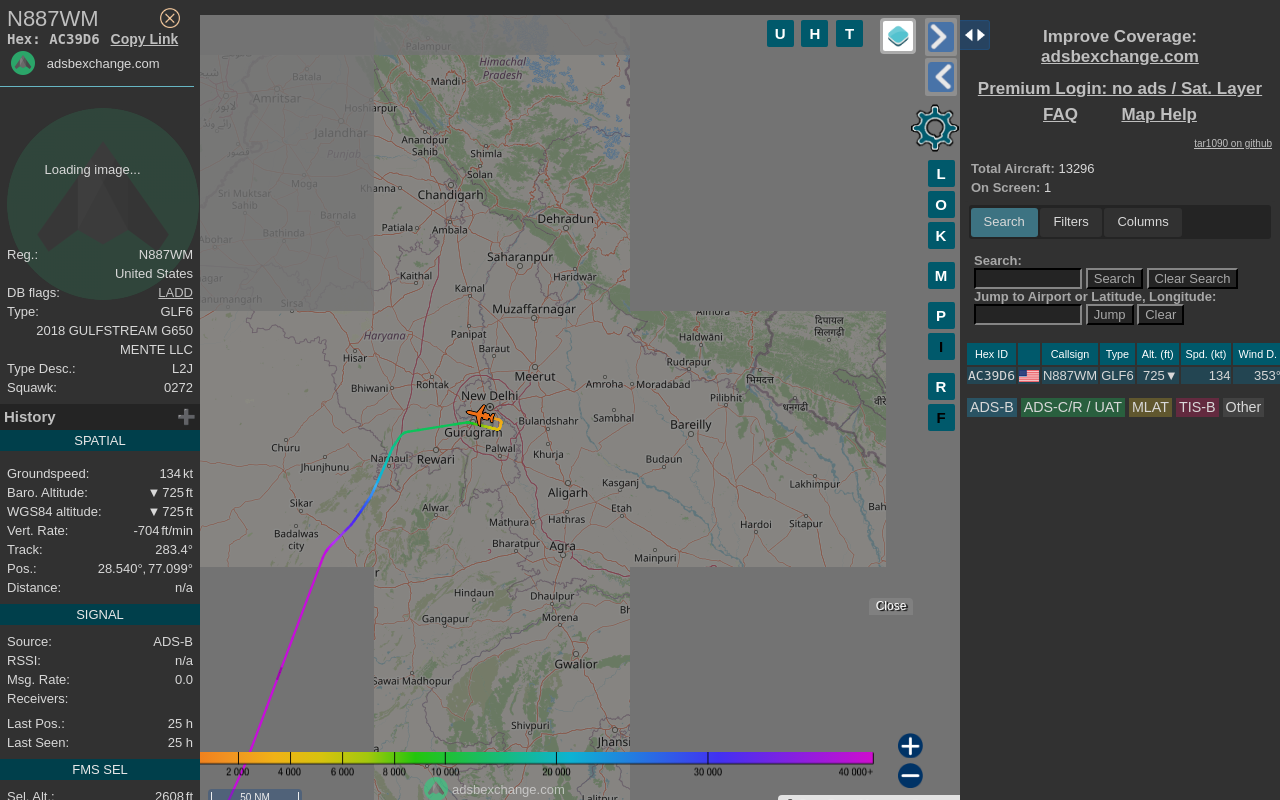 N887WM
Hex: AC39D6 Copy Link
adsbexchange.com
Loading image...
Reg.: N887WM
United States
DB flags: LADD
Type: GLF6
2018 GULFSTREAM G650
MENTE LLC
Type Desc.: L2J
Squawk: 0272
History
SPATIAL
Groundspeed: 134 kt
Baro. Altitude: ▼ 725 ft
WGS84 altitude: ▼ 725 ft
Vert. Rate: -704 ft/min
Track: 283.4°
Pos.: 28.540°, 77.099°
Distance: n/a
SIGNAL
Source: ADS-B
RSSI: n/a
Msg. Rate: 0.0
Receivers:
Last Pos.: 25 h
Last Seen: 25 h
FMS SEL
Sel. Alt.: 2608 ft
U H T
L
O
K
M
P
I
R
F
Palampur
Himachal
Pradesh
Mandi
Batala
Amritsar
Hoshiarpur
Jalandhar
Punjab
Anandpur
Sahib
Shimla
Solan
Moga
Khanna
Chandigarh
Sri Muktsar
Sahib
Barnala
Patiala
Ambala
Dehradun
Abohar
Bathinda
Saharanpur
Kaithal
Haridwār
Karnal
Sirsa
Muzaffarnagar
Almora
दिपायल
सिलगढी
Haryana
Panipat
Haldwāni
Baraut
Hisar
Rudrapur
Meerut
Bhiwani
Rohtak
Amroha
Moradabad
भिमदत्त
New Delhi
Pilibhit
धनगढी
Gurugram
Bulandshahr
Sambhal
Bareilly
Churu
Palwal
Khurja
Narnaul
Rewari
Jhunjhunu
Budaun
Kasganj
Lakhimpur
Aligarh
Sikar
Alwar
Etah
Bah
Mathura
Hathras
Hardoi
Sitapur
Badalwas
city
Bharatpur
Agra
Mainpuri
Hindaun
Dhaulpur
Gangapur
Morena
Gwalior
Sawai Madhopur
Shivpuri
Jhansi
Lalitpur
Close
2 000 4 000 6 000 8 000 10 000 20 000 30 000 40 000+
adsbexchange.com
50 NM
Improve Coverage:
adsbexchange.com
Premium Login: no ads / Sat. Layer
FAQ Map Help
tar1090 on github
Total Aircraft: 13296
On Screen: 1
Search Filters Columns
Search:
Search Clear Search
Jump to Airport or Latitude, Longitude:
Jump Clear
Hex ID Callsign Type Alt. (ft) Spd. (kt) Wind D.
AC39D6 N887WM GLF6 725▼ 134 353°
ADS-B ADS-C/R / UAT MLAT TIS-B Other